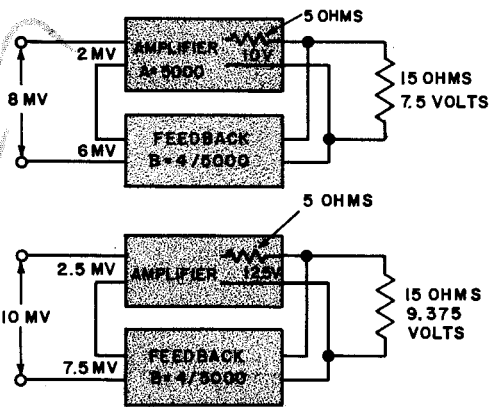 5 OHMS
AMPLIFIER
2 MV
10V
A=5000
15 OHMS
7.5 VOLTS
8 MV
FEEDBACK
6 MV
B=4/5000
5 OHMS
2.5 MV
AMPLIFIER
12.5V
15 OHMS
9.375
VOLTS
10 MV
FEEDBACK
B=4/5000
7.5 MV